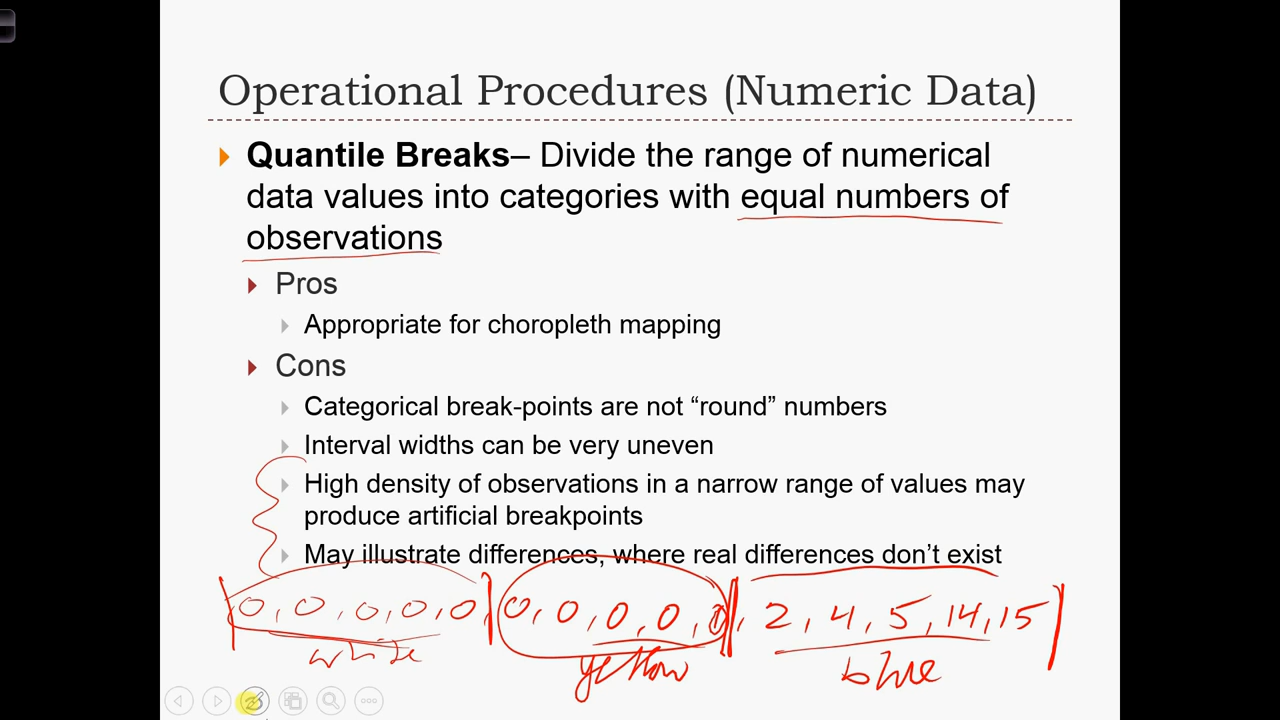 Operational Procedures (Numeric Data)
Quantile Breaks– Divide the range of numerical
data values into categories with equal numbers of
observations
Pros
Appropriate for choropleth mapping
Cons
Categorical break-points are not “round” numbers
Interval widths can be very uneven
High density of observations in a narrow range of values may
produce artificial breakpoints
May illustrate differences, where real differences don’t exist
0, 0, 0, 0, 0, 0, 0, 0, 0, 0, 2, 4, 5, 14, 15
white yellow blue